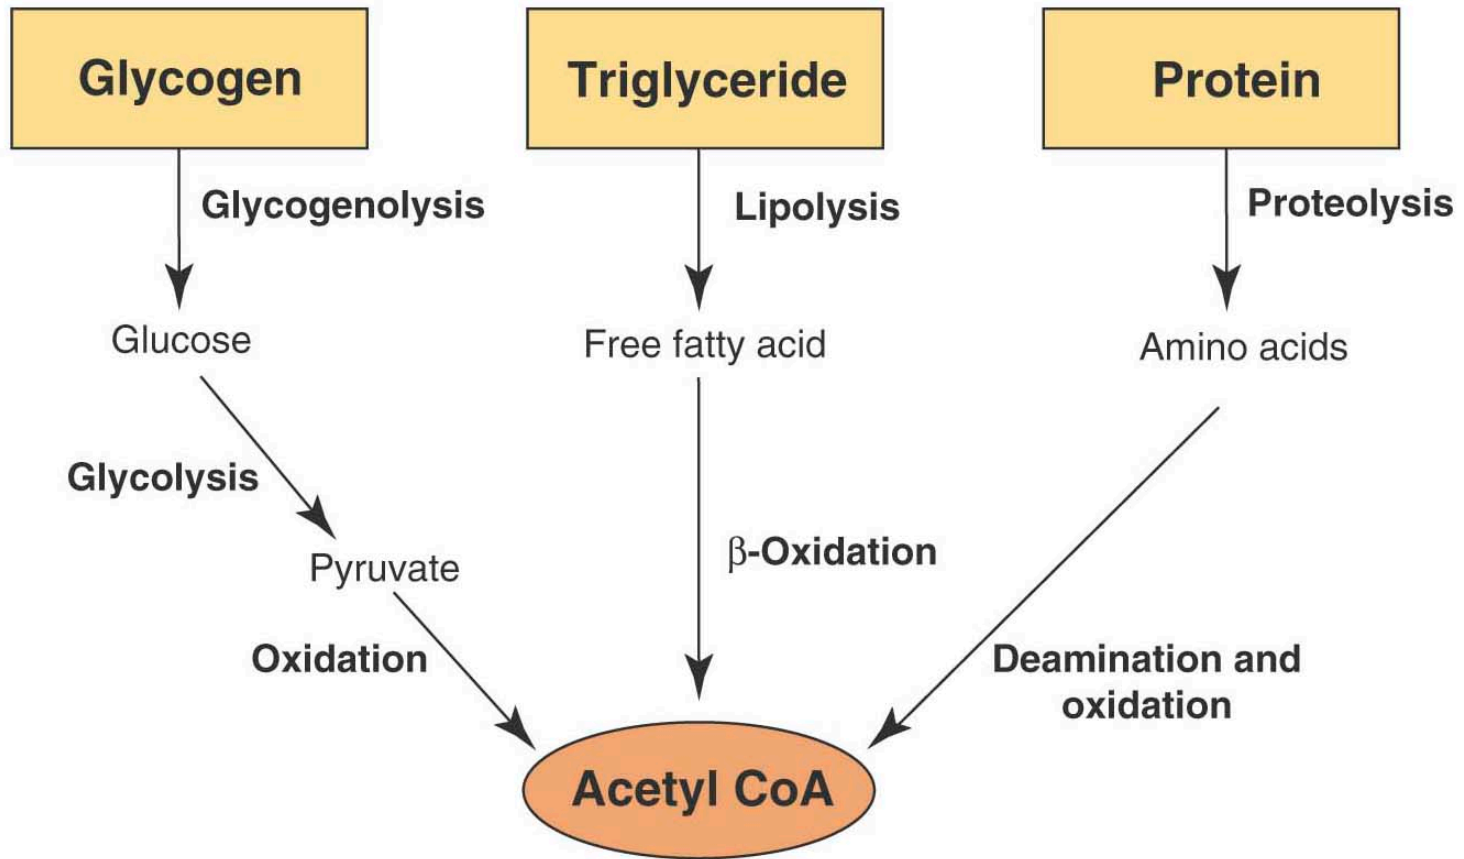 Glycogen
Triglyceride
Protein
Glycogenolysis
Lipolysis
Proteolysis
Glucose
Free fatty acid
Amino acids
Glycolysis
Pyruvate
β-Oxidation
Oxidation
Deamination and
oxidation
Acetyl CoA